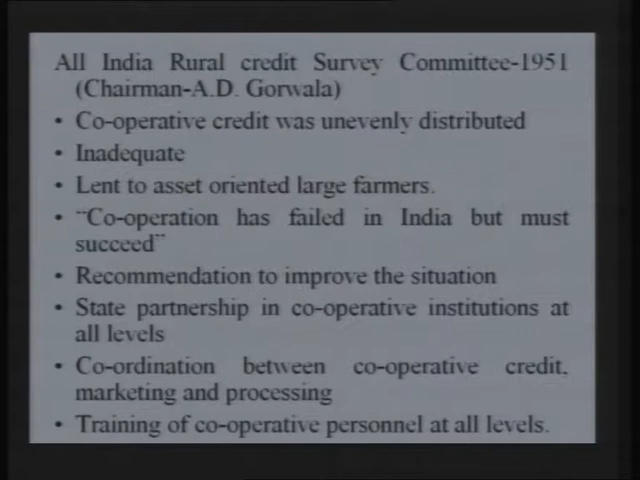 All India Rural credit Survey Committee-1951
(Chairman-A.D. Gorwala)
• Co-operative credit was unevenly distributed
• Inadequate
• Lent to asset oriented large farmers.
• "Co-operation has failed in India but must
succeed"
• Recommendation to improve the situation
• State partnership in co-operative institutions at
all levels
• Co-ordination between co-operative credit,
marketing and processing
• Training of co-operative personnel at all levels.